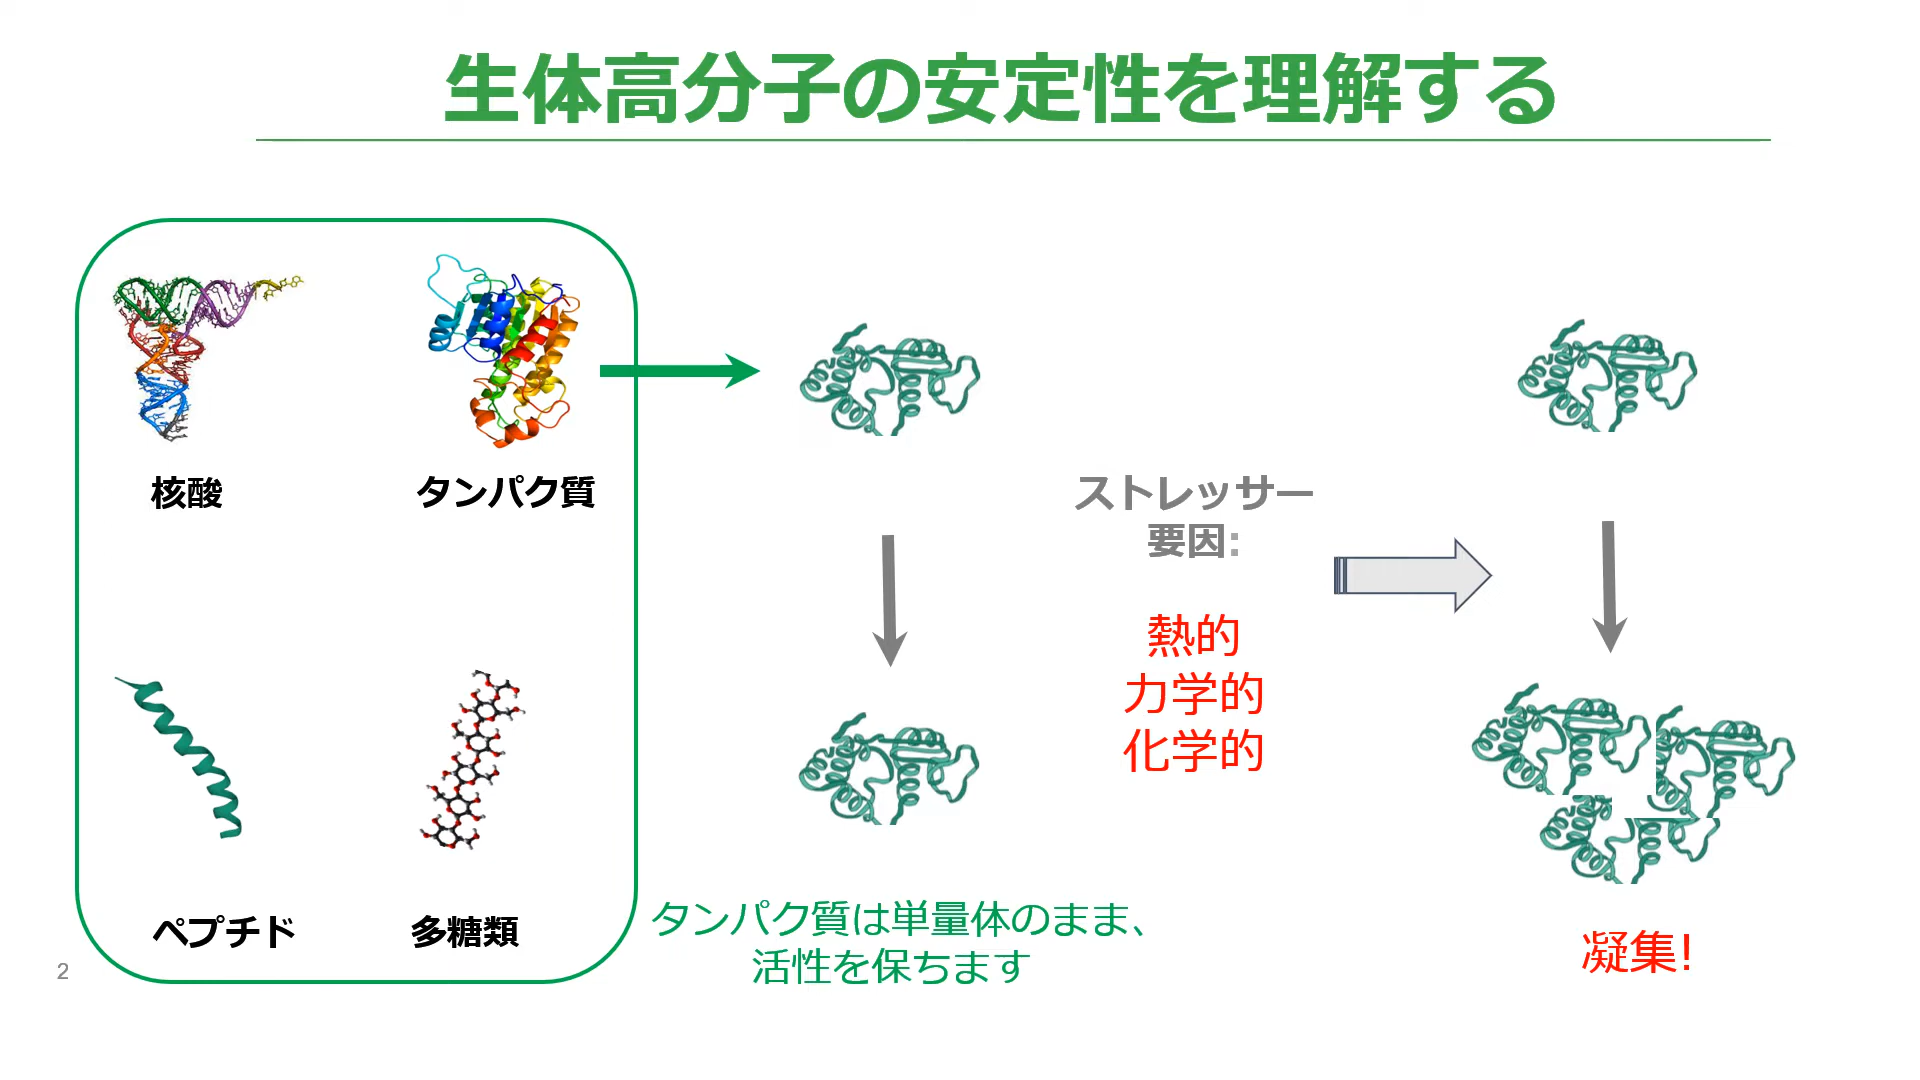 生体高分子の安定性を理解する
核酸
タンパク質
ペプチド
多糖類
タンパク質は単量体のまま、
活性を保ちます
ストレッサー
要因:
熱的
力学的
化学的
凝集!
2